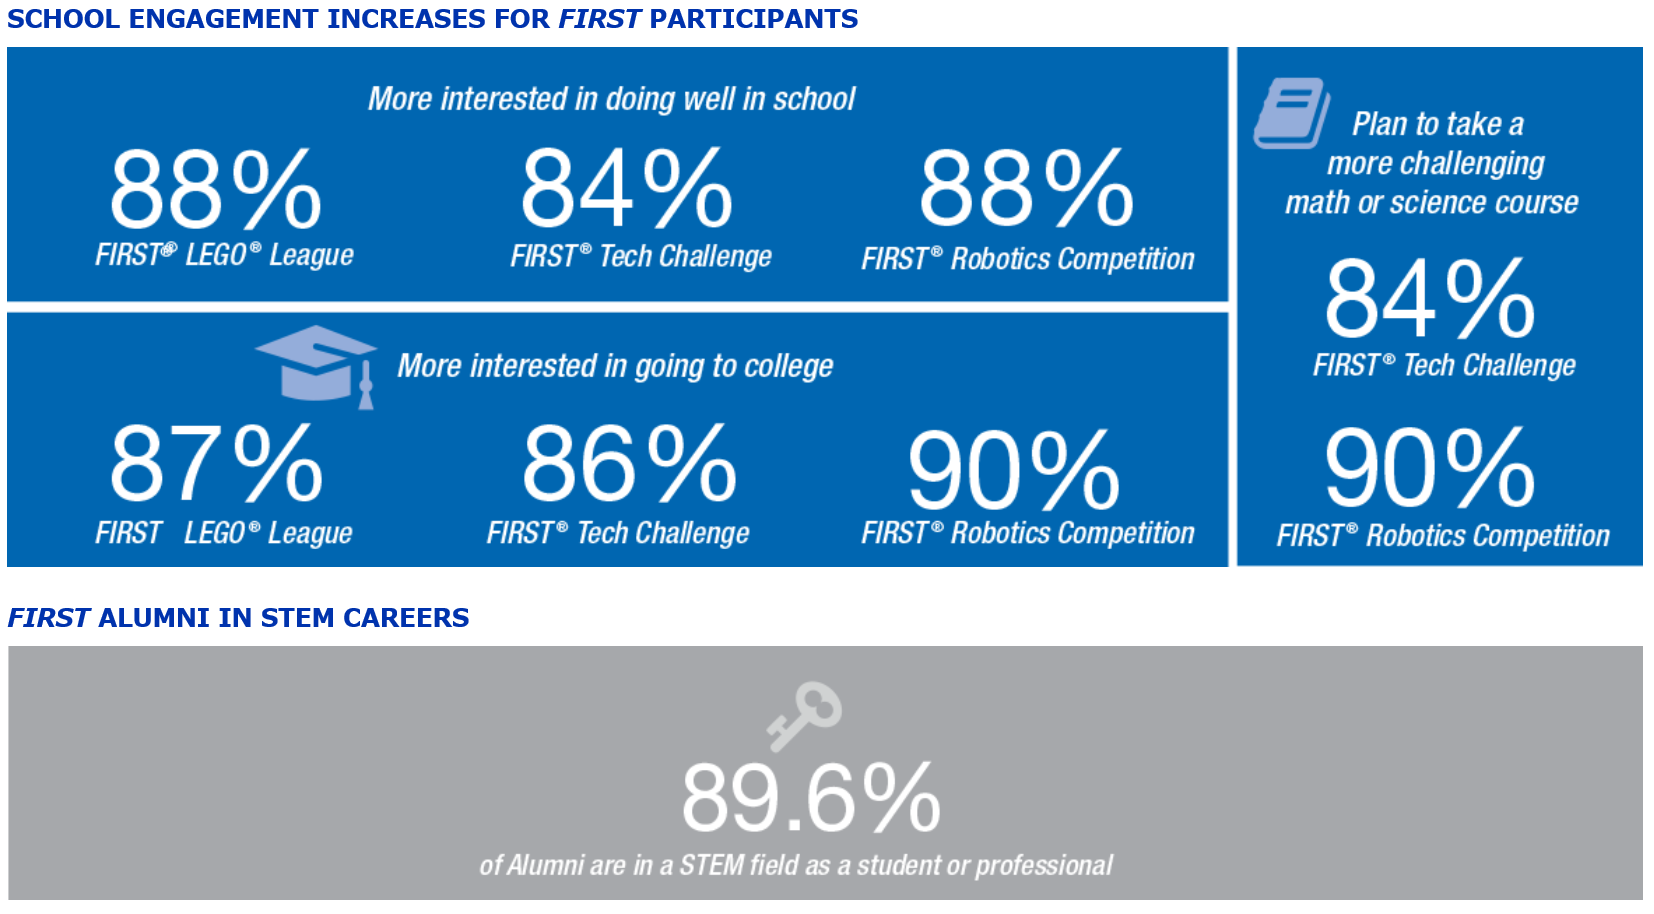 SCHOOL ENGAGEMENT INCREASES FOR FIRST PARTICIPANTS
More interested in doing well in school
88%
FIRST® LEGO® League
84%
FIRST® Tech Challenge
88%
FIRST® Robotics Competition
More interested in going to college
87%
FIRST LEGO® League
86%
FIRST® Tech Challenge
90%
FIRST® Robotics Competition
Plan to take a
more challenging
math or science course
84%
FIRST® Tech Challenge
90%
FIRST® Robotics Competition
FIRST ALUMNI IN STEM CAREERS
89.6%
of Alumni are in a STEM field as a student or professional